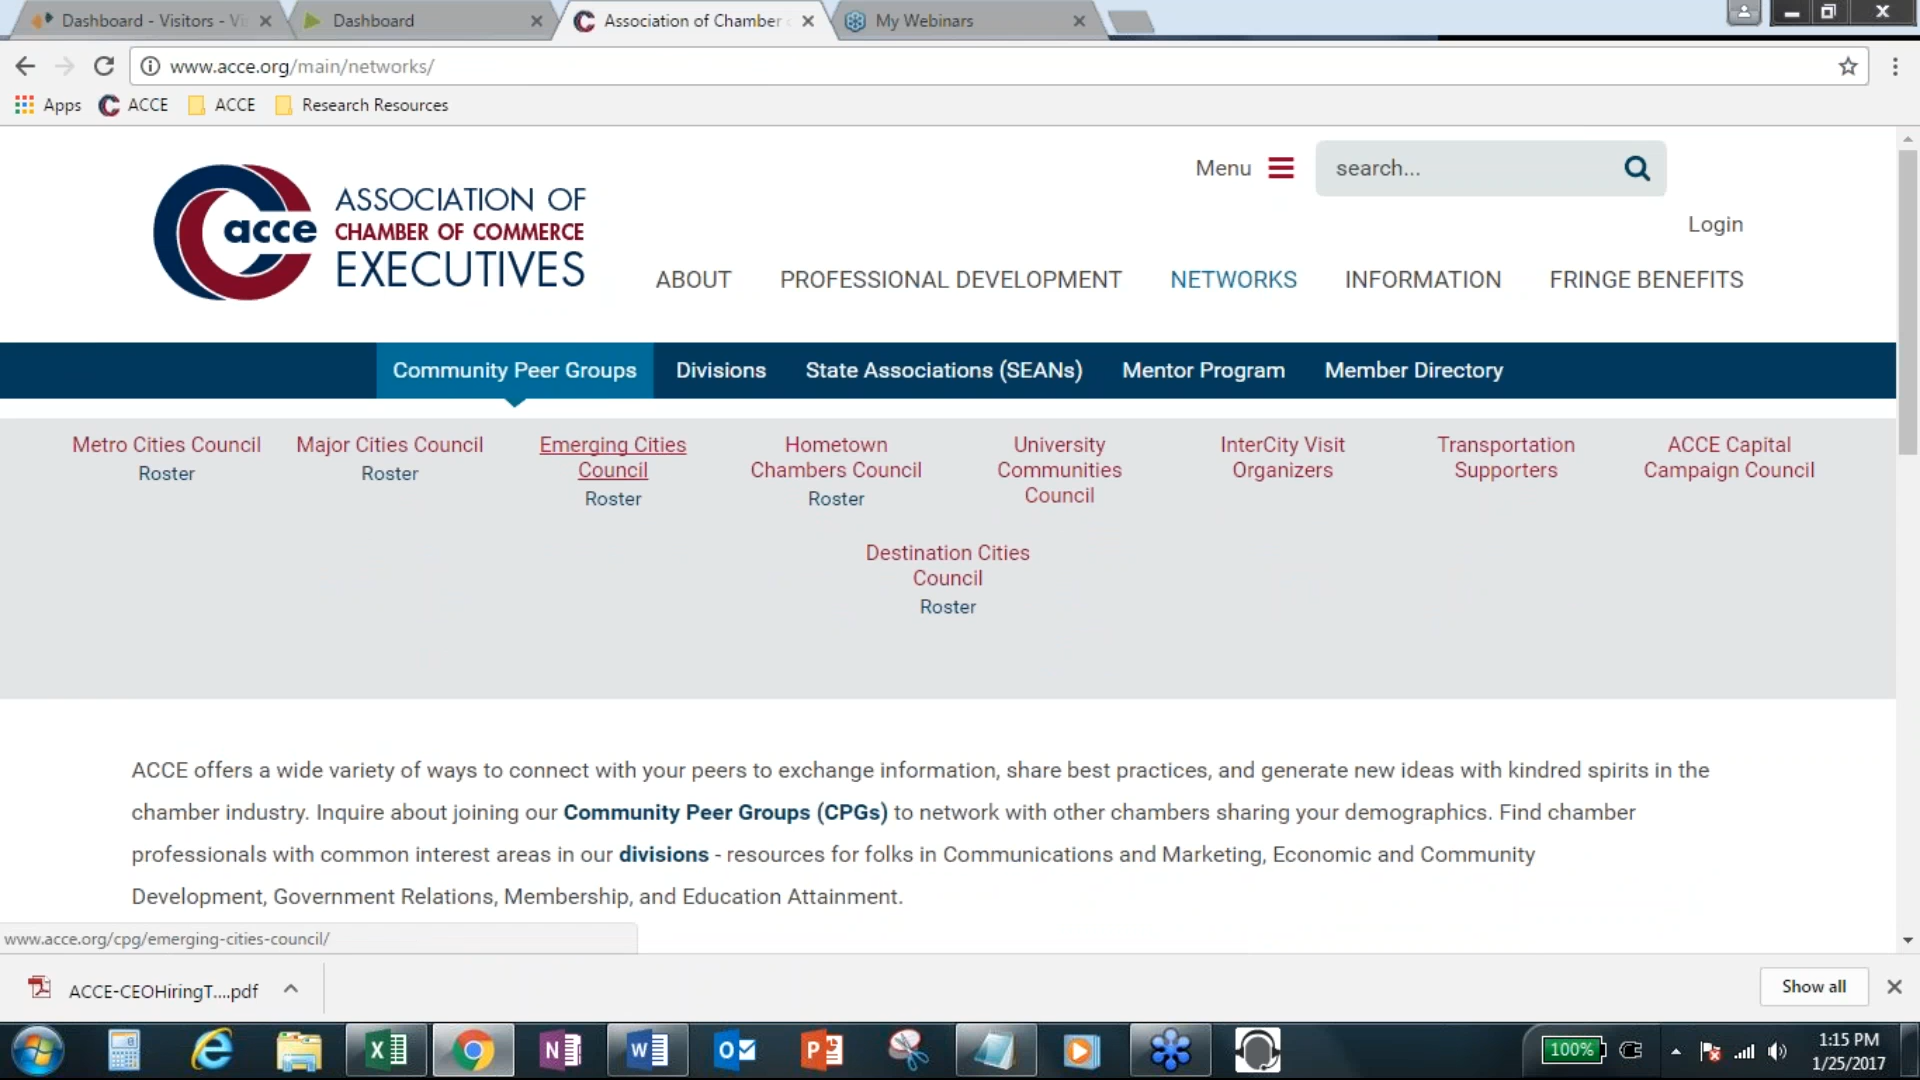 Dashboard - Visitors - Vi
Dashboard
Association of Chamber
My Webinars
www.acce.org/main/networks/
Apps
ACCE
ACCE
Research Resources
acce
ASSOCIATION OF
CHAMBER OF COMMERCE
EXECUTIVES
Menu
search...
Login
ABOUT
PROFESSIONAL DEVELOPMENT
NETWORKS
INFORMATION
FRINGE BENEFITS
Community Peer Groups
Divisions
State Associations (SEANs)
Mentor Program
Member Directory
Metro Cities Council
Roster
Major Cities Council
Roster
Emerging Cities
Council
Roster
Hometown
Chambers Council
Roster
University
Communities
Council
InterCity Visit
Organizers
Transportation
Supporters
ACCE Capital
Campaign Council
Destination Cities
Council
Roster
ACCE offers a wide variety of ways to connect with your peers to exchange information, share best practices, and generate new ideas with kindred spirits in the
chamber industry. Inquire about joining our Community Peer Groups (CPGs) to network with other chambers sharing your demographics. Find chamber
professionals with common interest areas in our divisions - resources for folks in Communications and Marketing, Economic and Community
Development, Government Relations, Membership, and Education Attainment.
www.acce.org/cpg/emerging-cities-council/
ACCE-CEOHiringT....pdf
Show all
100%
1:15 PM
1/25/2017